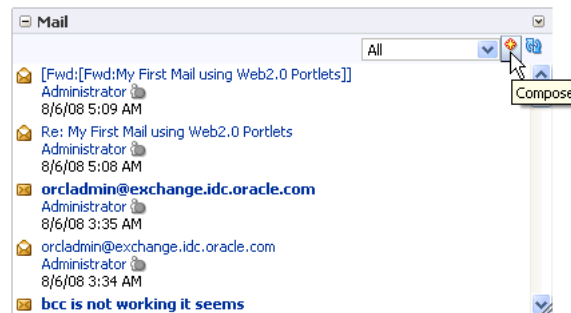 Mail
All
Compose
[Fwd:[Fwd:My First Mail using Web2.0 Portlets]]
Administrator
8/6/08 5:09 AM
Re: My First Mail using Web2.0 Portlets
Administrator
8/6/08 5:08 AM
orcladmin@exchange.idc.oracle.com
Administrator
8/6/08 3:35 AM
orcladmin@exchange.idc.oracle.com
Administrator
8/6/08 3:34 AM
bcc is not working it seems